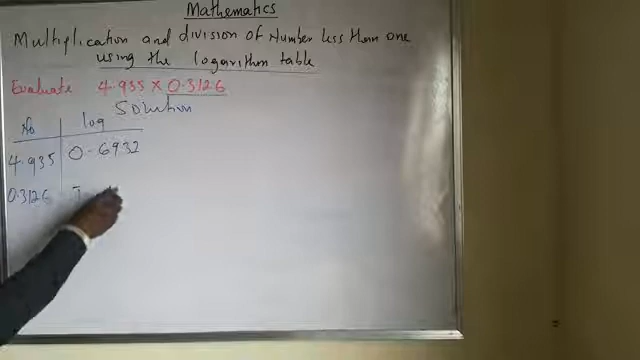 Mathematics
Multiplication and division of Number less than one
using the logarithm table
Evaluate 4.935 × 0.3126
Solution
No log
4.935 0.6932
0.3126